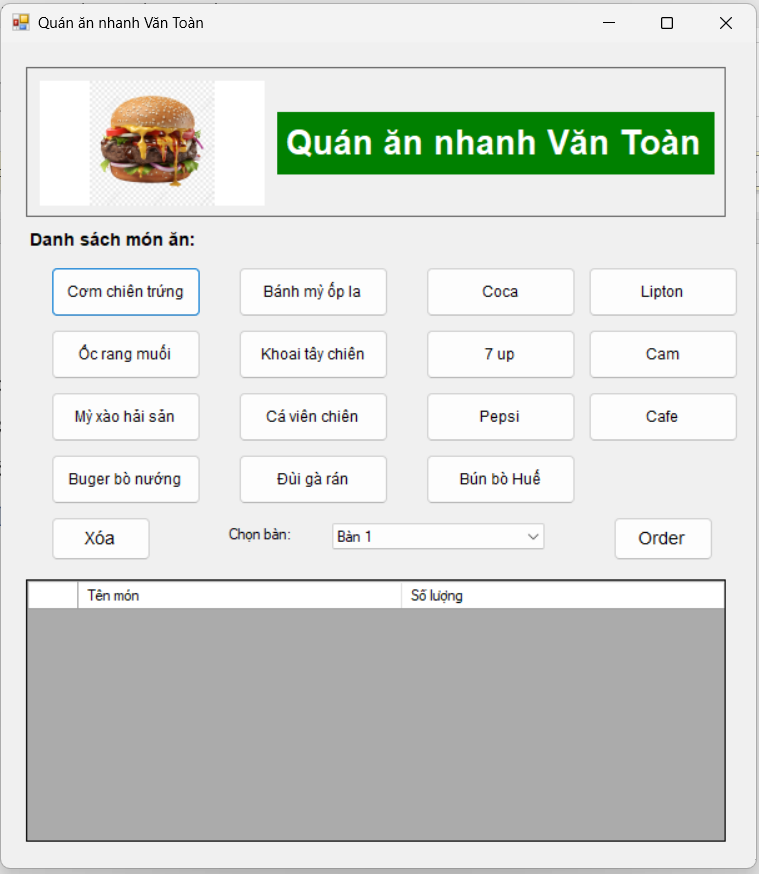 Quán ăn nhanh Văn Toàn
Quán ăn nhanh Văn Toàn
Danh sách món ăn:
Cơm chiên trứng Bánh mỳ ốp la Coca Lipton
Ốc rang muối Khoai tây chiên 7 up Cam
Mỳ xào hải sản Cá viên chiên Pepsi Cafe
Buger bò nướng Đùi gà rán Bún bò Huế
Xóa Chọn bàn: Bàn 1 Order
Tên món Số lượng